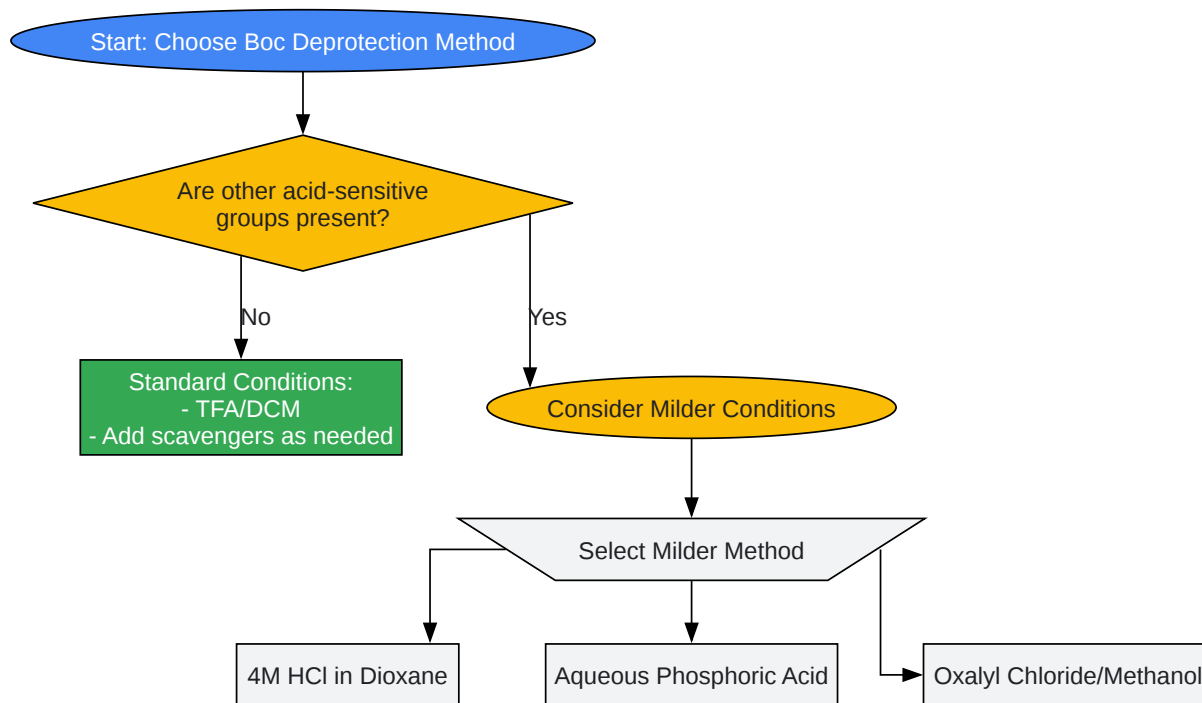 Start: Choose Boc Deprotection Method
Are other acid-sensitive
groups present?
No
Yes
Standard Conditions:
- TFA/DCM
- Add scavengers as needed
Consider Milder Conditions
Select Milder Method
4M HCl in Dioxane
Aqueous Phosphoric Acid
Oxalyl Chloride/Methanol